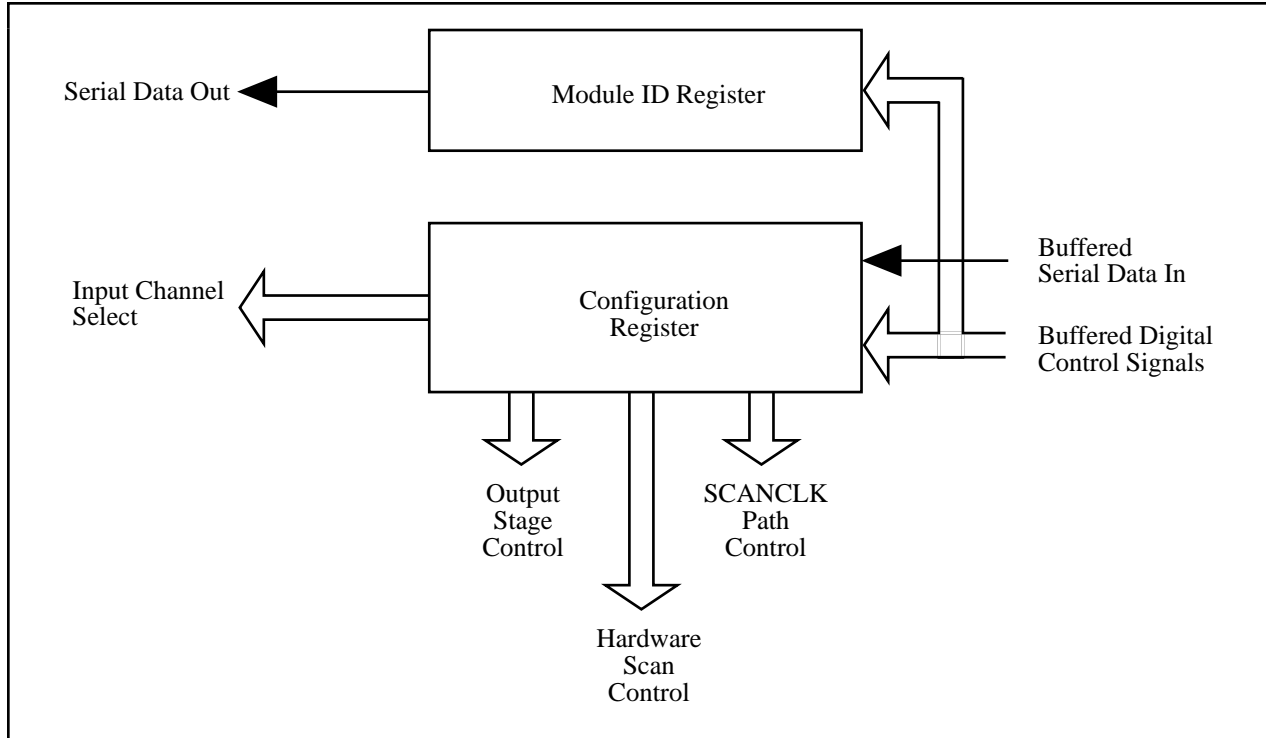 Serial Data Out
Module ID Register
Buffered
Serial Data In
Input Channel
Select
Configuration
Register
Buffered Digital
Control Signals
Output
Stage
Control
SCANCLK
Path
Control
Hardware
Scan
Control